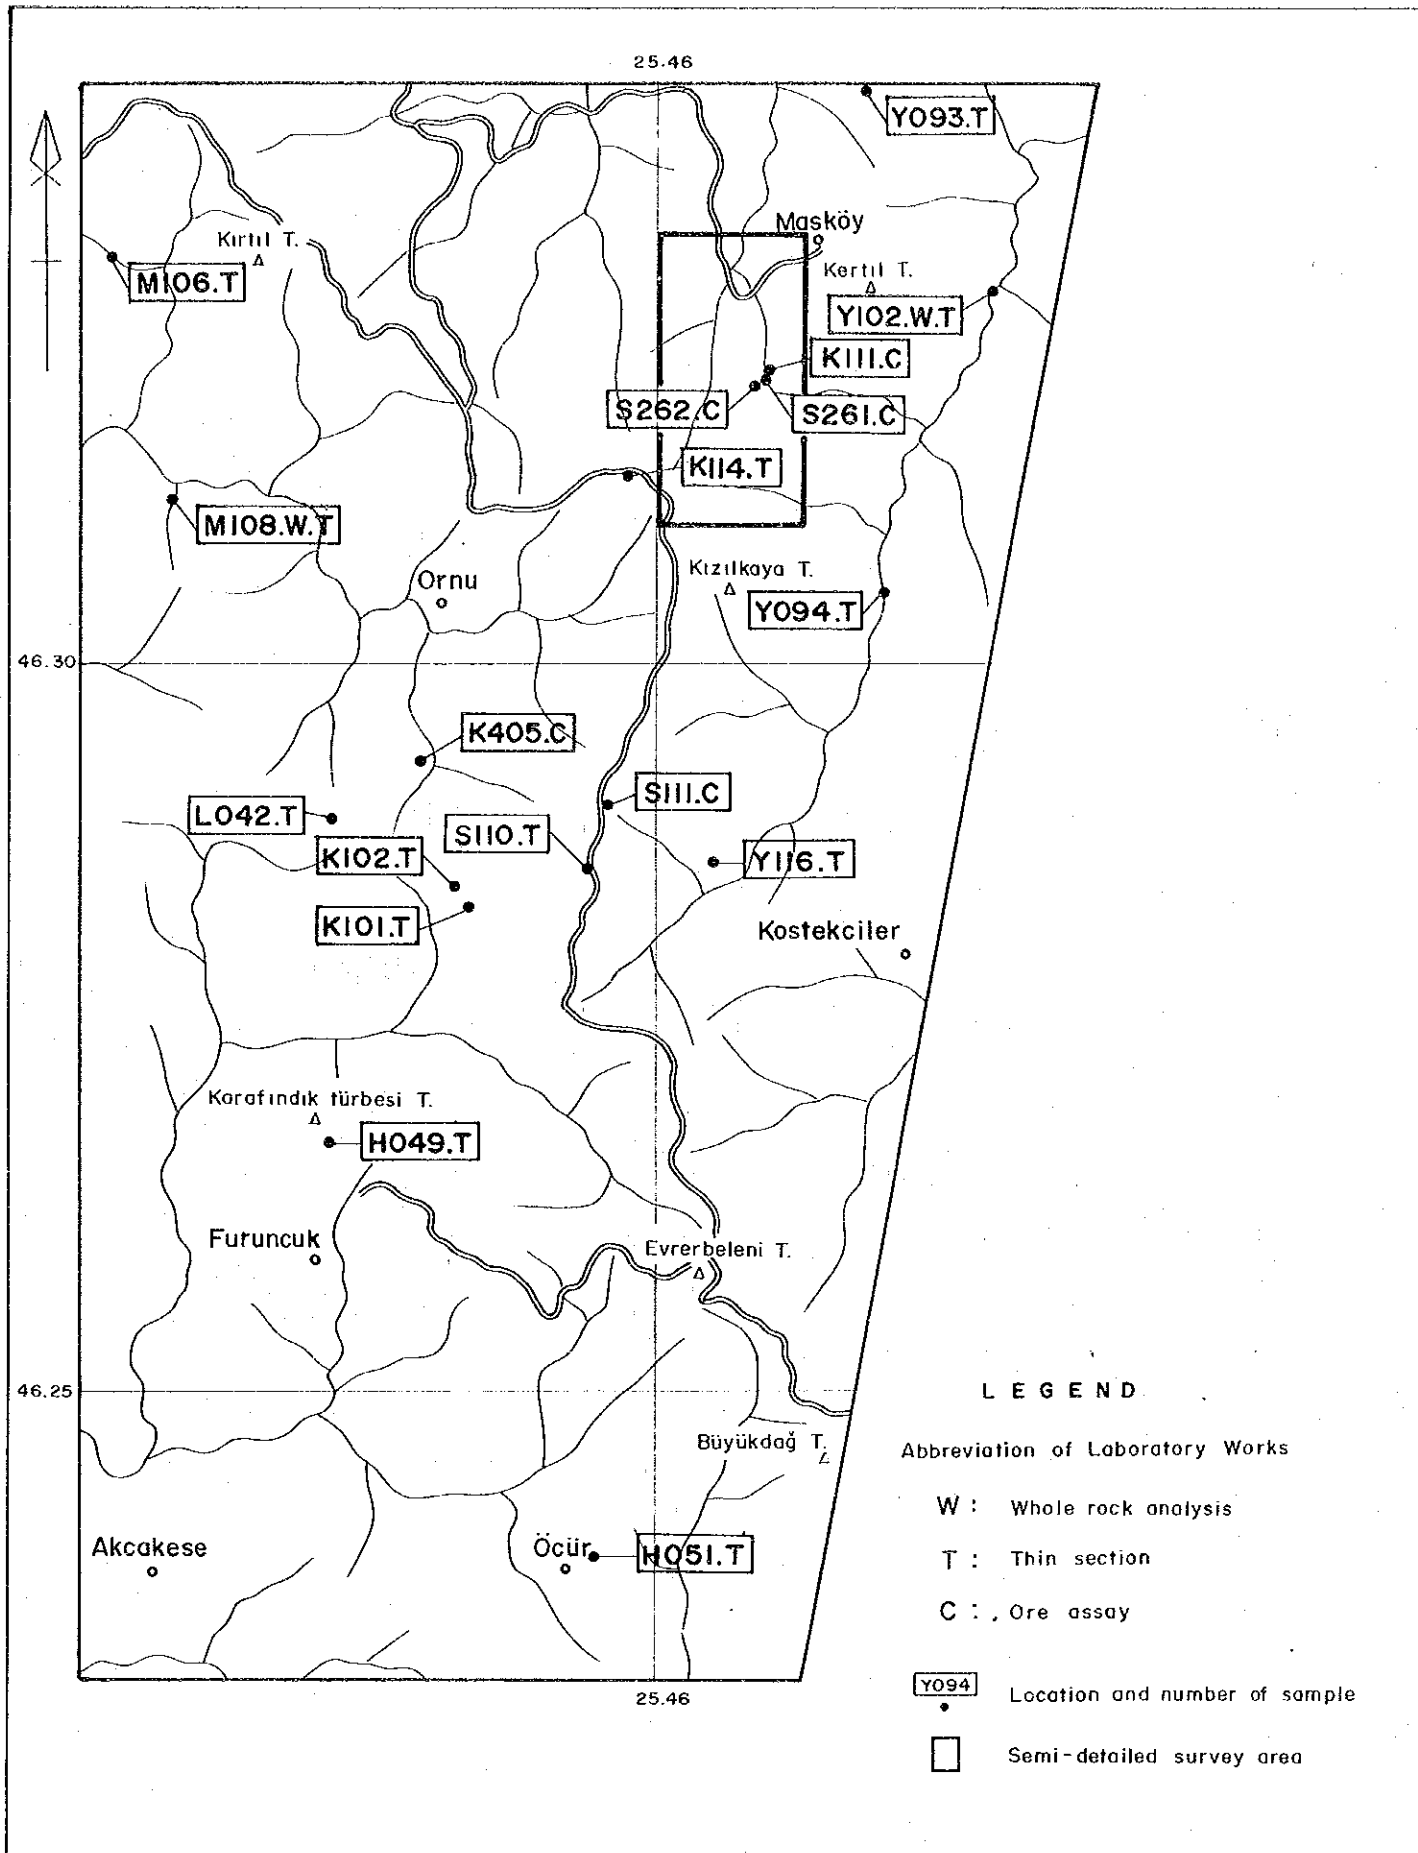 25.46
Y093.T
Masköy
Kırtıl T.
Kertil T.
M106.T
Y102.W.T
K111.C
S262.C
S261.C
K114.T
M108.W.T
Kızılkaya T.
Ornu
Y094.T
46.30
K405.C
S111.C
L042.T
S110.T
K102.T
Y116.T
K101.T
Kostekciler
Karafındık türbesi T.
H049.T
Furuncuk
Evrerbeleni T.
46.25
LEGEND
Büyükdağ T.
Abbreviation of Laboratory Works
W : Whole rock analysis
Akcakese
Öcür
H051.T
T : Thin section
C : Ore assay
25.46
Y094
Location and number of sample
Semi-detailed survey area